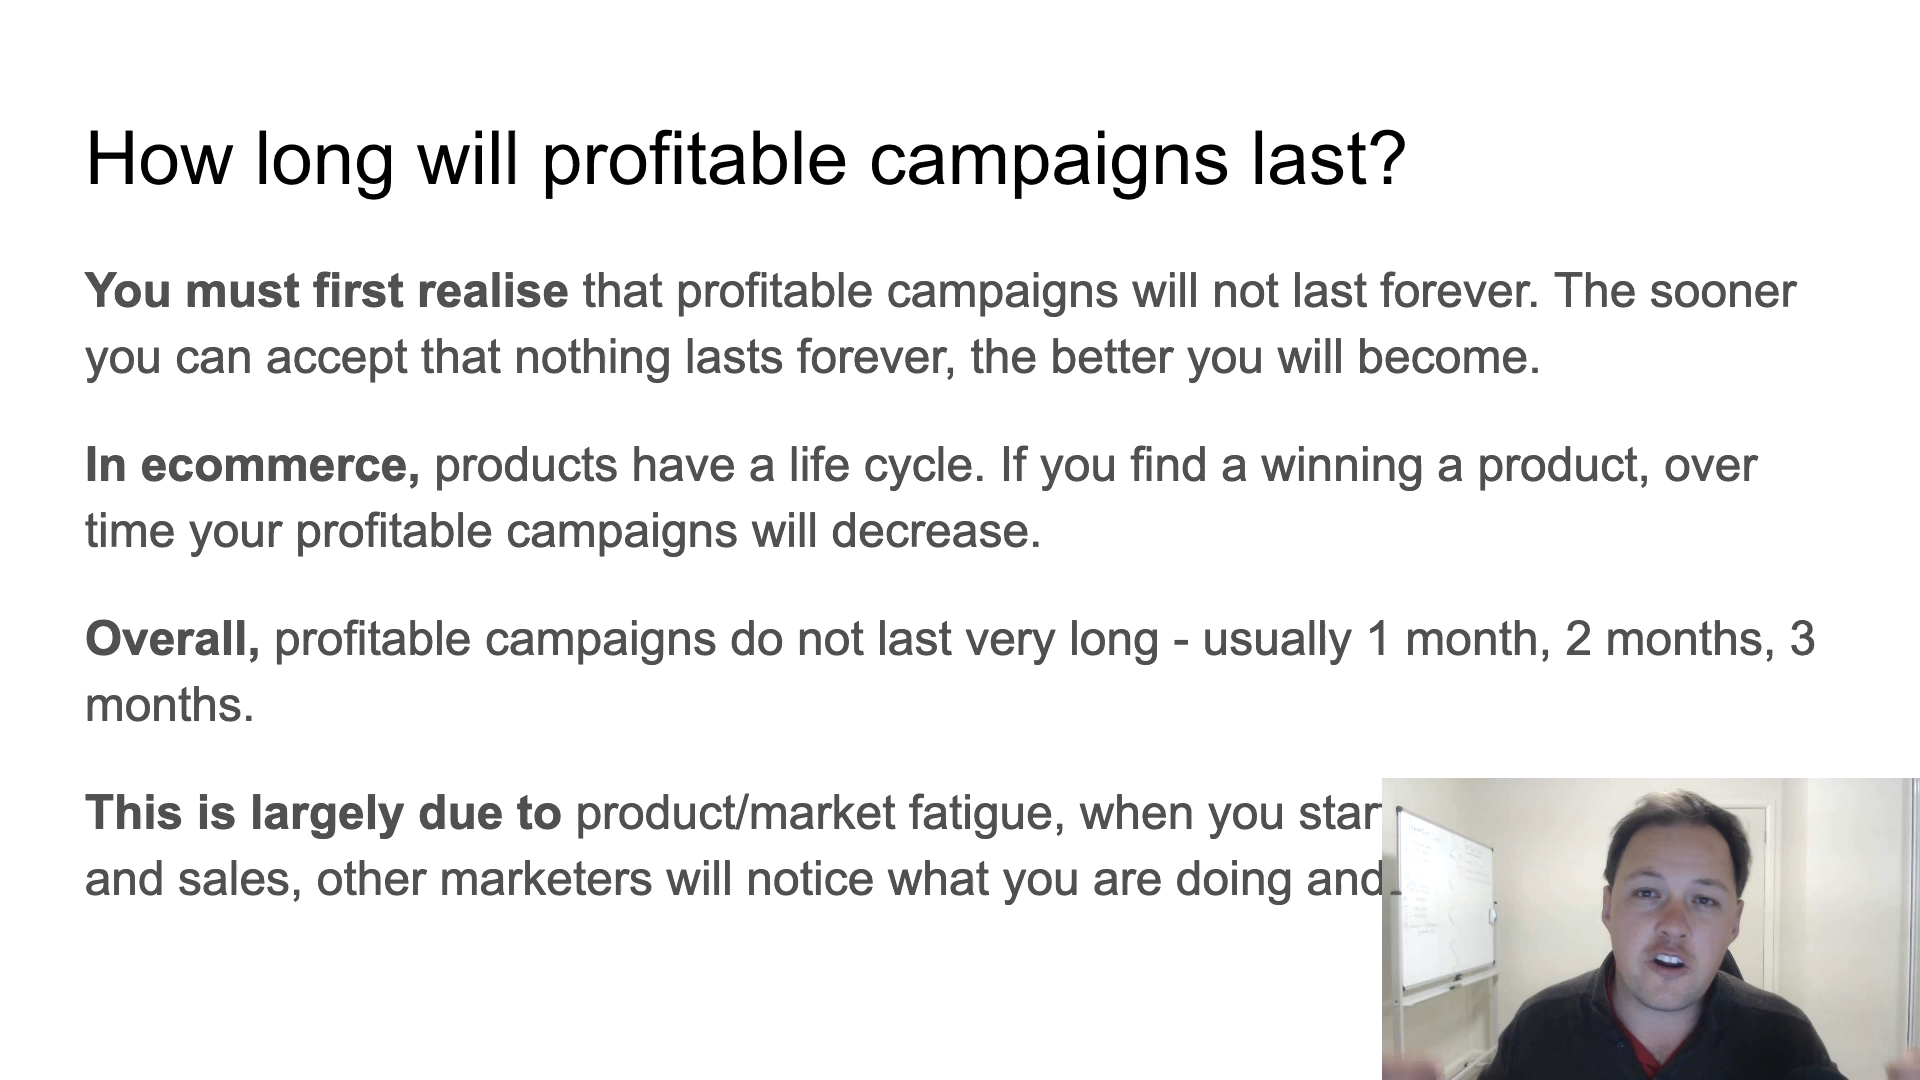 How long will profitable campaigns last?
You must first realise that profitable campaigns will not last forever. The sooner
you can accept that nothing lasts forever, the better you will become.
In ecommerce, products have a life cycle. If you find a winning a product, over
time your profitable campaigns will decrease.
Overall, profitable campaigns do not last very long - usually 1 month, 2 months, 3
months.
This is largely due to product/market fatigue, when you star
and sales, other marketers will notice what you are doing and